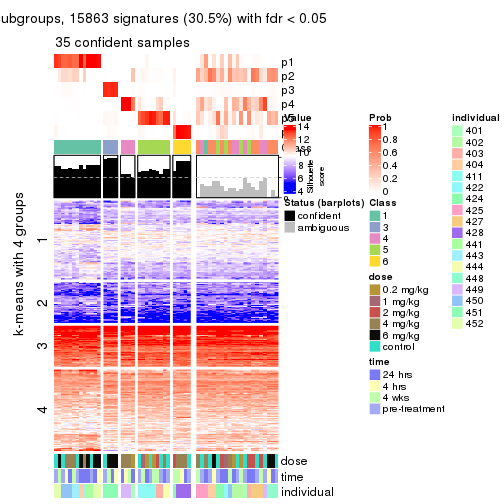 ubgroups, 15863 signatures (30.5%) with fdr < 0.05
35 confident samples
p1
p2
p3
p4
k-means with 4 groups
1
2
3
4
Silhouette
score
dose
time
individual
Value
14
12
10
8
6
4
Status (barplots)
confident
ambiguous
Prob
1
0.8
0.6
0.4
0.2
0
Class
1
3
4
5
6
dose
0.2 mg/kg
1 mg/kg
2 mg/kg
4 mg/kg
6 mg/kg
control
time
24 hrs
4 hrs
4 wks
pre-treatment
individual
401
402
403
404
411
422
424
425
427
428
441
443
444
448
449
450
451
452